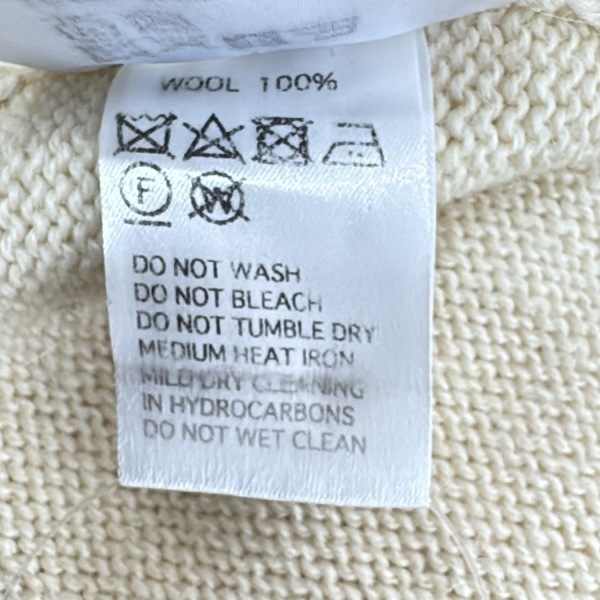 WOOL 100%
F
W
DO NOT WASH
DO NOT BLEACH
DO NOT TUMBLE DRY
MEDIUM HEAT IRON
MILD DRY CLEANING
IN HYDROCARBONS
DO NOT WET CLEAN